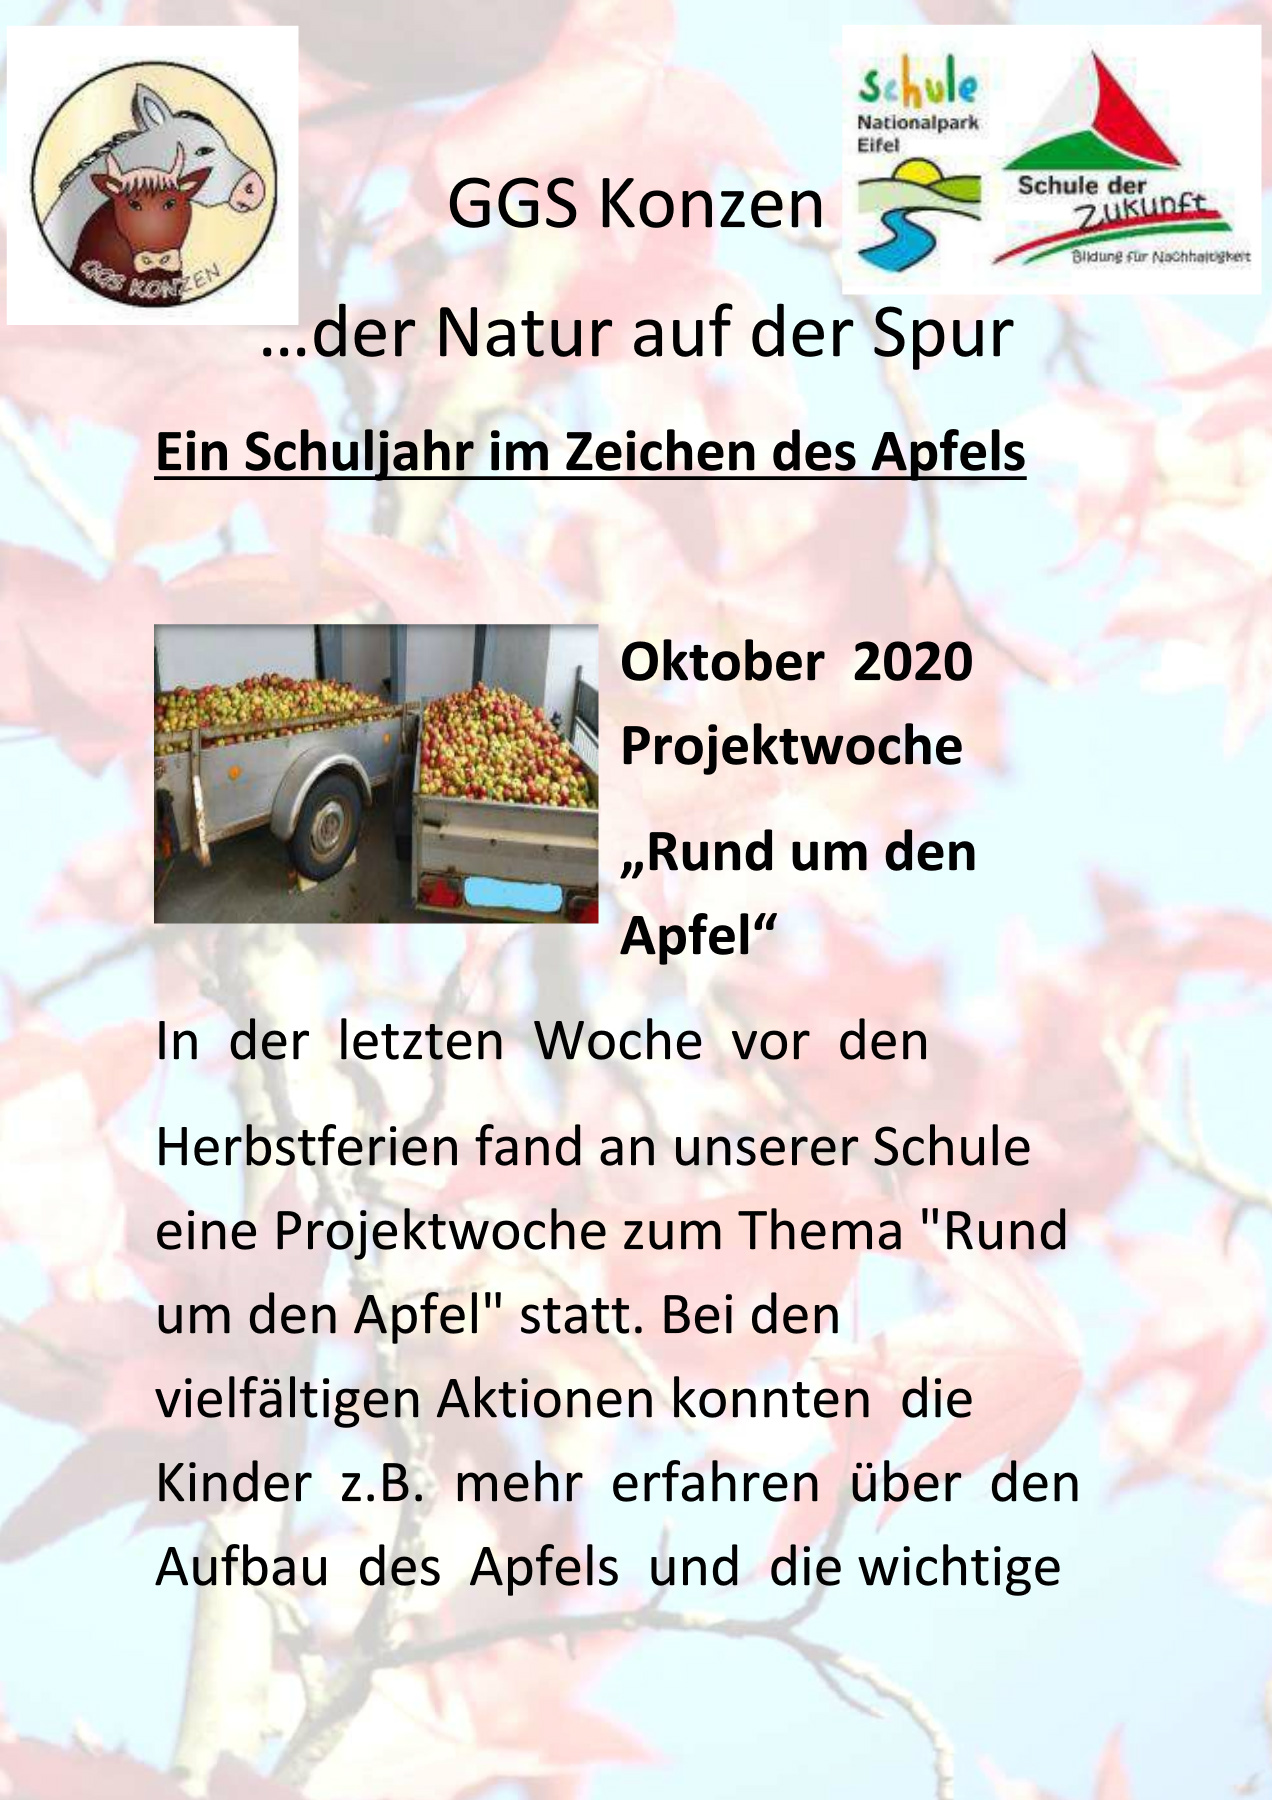 GGS KONZEN
Schule
Nationalpark
Eifel
Schule der
Zukunft
Bildung für Nachhaltigkeit
GGS Konzen
…der Natur auf der Spur
Ein Schuljahr im Zeichen des Apfels
Oktober 2020
Projektwoche
„Rund um den
Apfel“
In der letzten Woche vor den
Herbstferien fand an unserer Schule
eine Projektwoche zum Thema "Rund
um den Apfel" statt. Bei den
vielfältigen Aktionen konnten die
Kinder z.B. mehr erfahren über den
Aufbau des Apfels und die wichtige